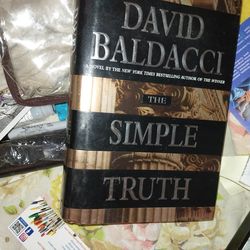 DAVID
BALDACCI
A NOVEL BY THE NEW YORK TIMES BESTSELLING AUTHOR OF THE WINNER
THE
SIMPLE
TRUTH